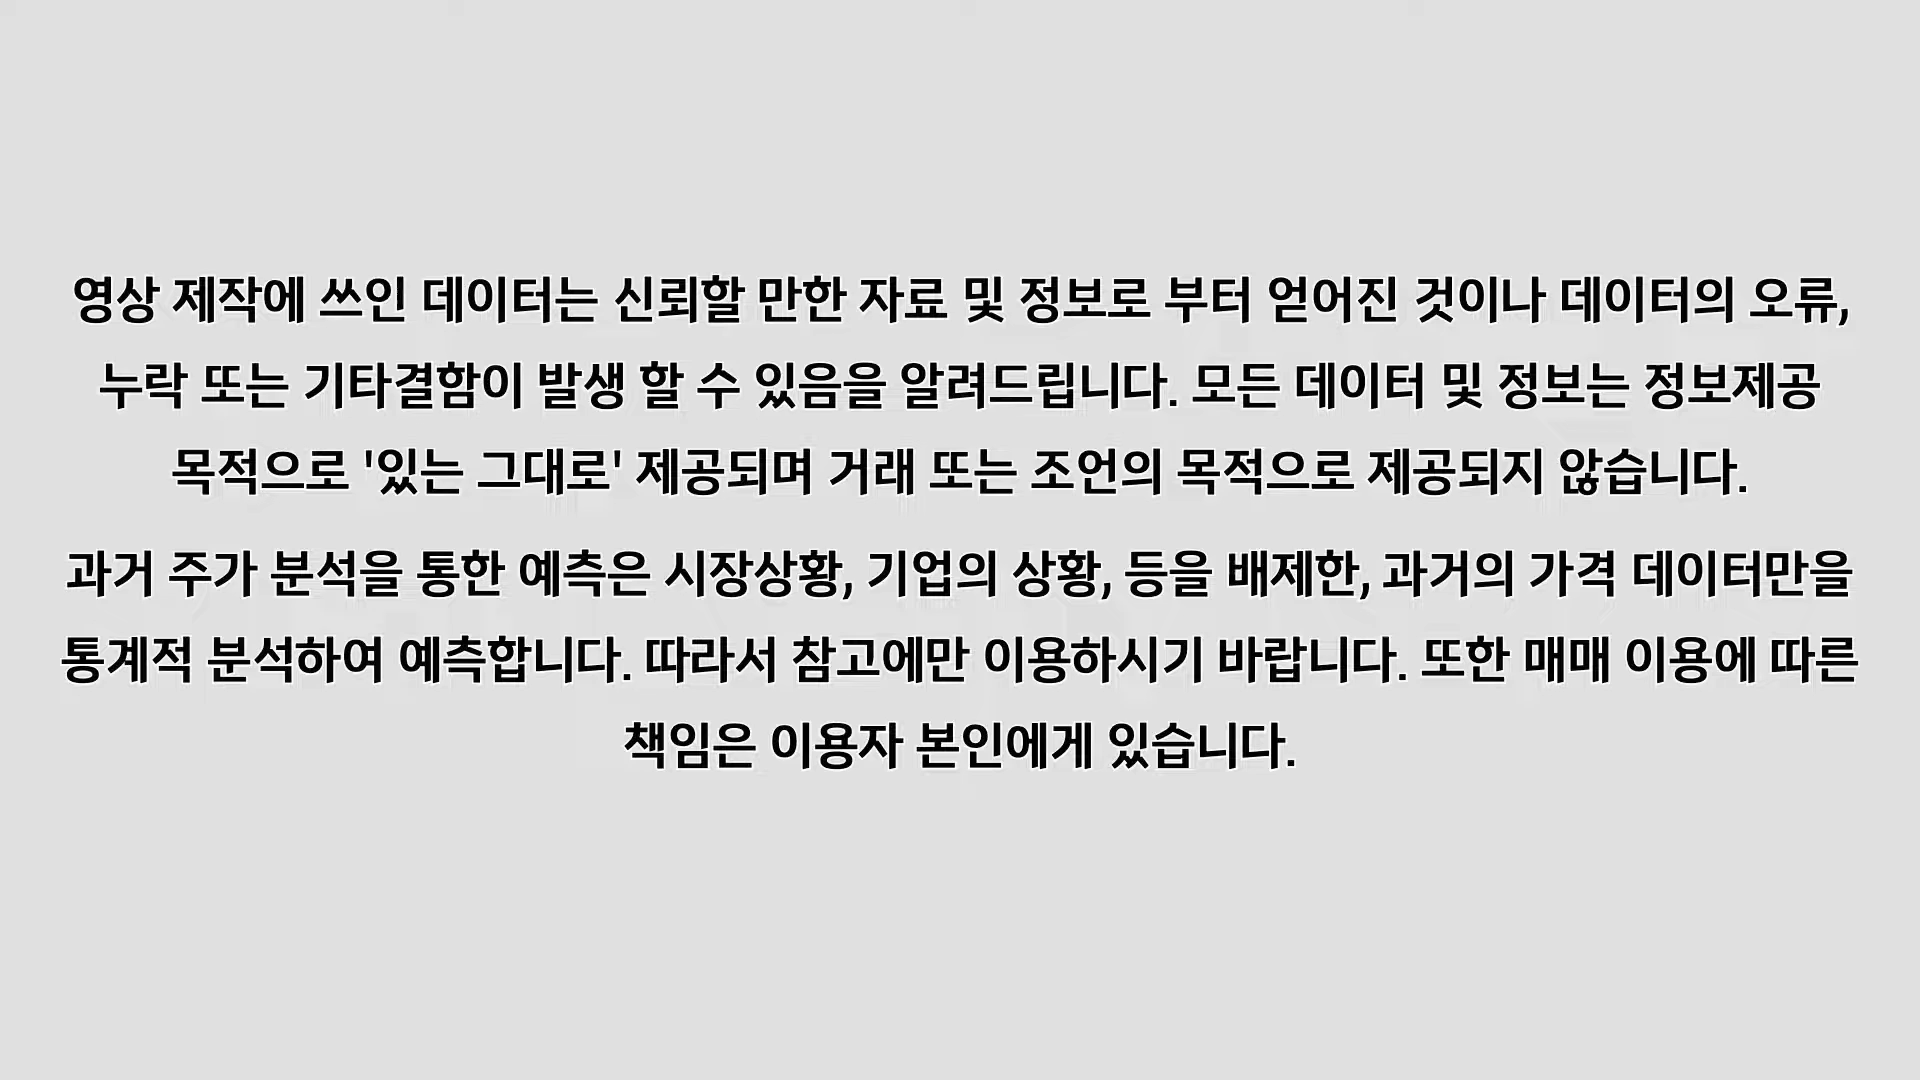 영상 제작에 쓰인 데이터는 신뢰할 만한 자료 및 정보로 부터 얻어진 것이나 데이터의 오류,
누락 또는 기타결함이 발생 할 수 있음을 알려드립니다. 모든 데이터 및 정보는 정보제공
목적으로 '있는 그대로' 제공되며 거래 또는 조언의 목적으로 제공되지 않습니다.
과거 주가 분석을 통한 예측은 시장상황, 기업의 상황, 등을 배제한, 과거의 가격 데이터만을
통계적 분석하여 예측합니다. 따라서 참고에만 이용하시기 바랍니다. 또한 매매 이용에 따른
책임은 이용자 본인에게 있습니다.